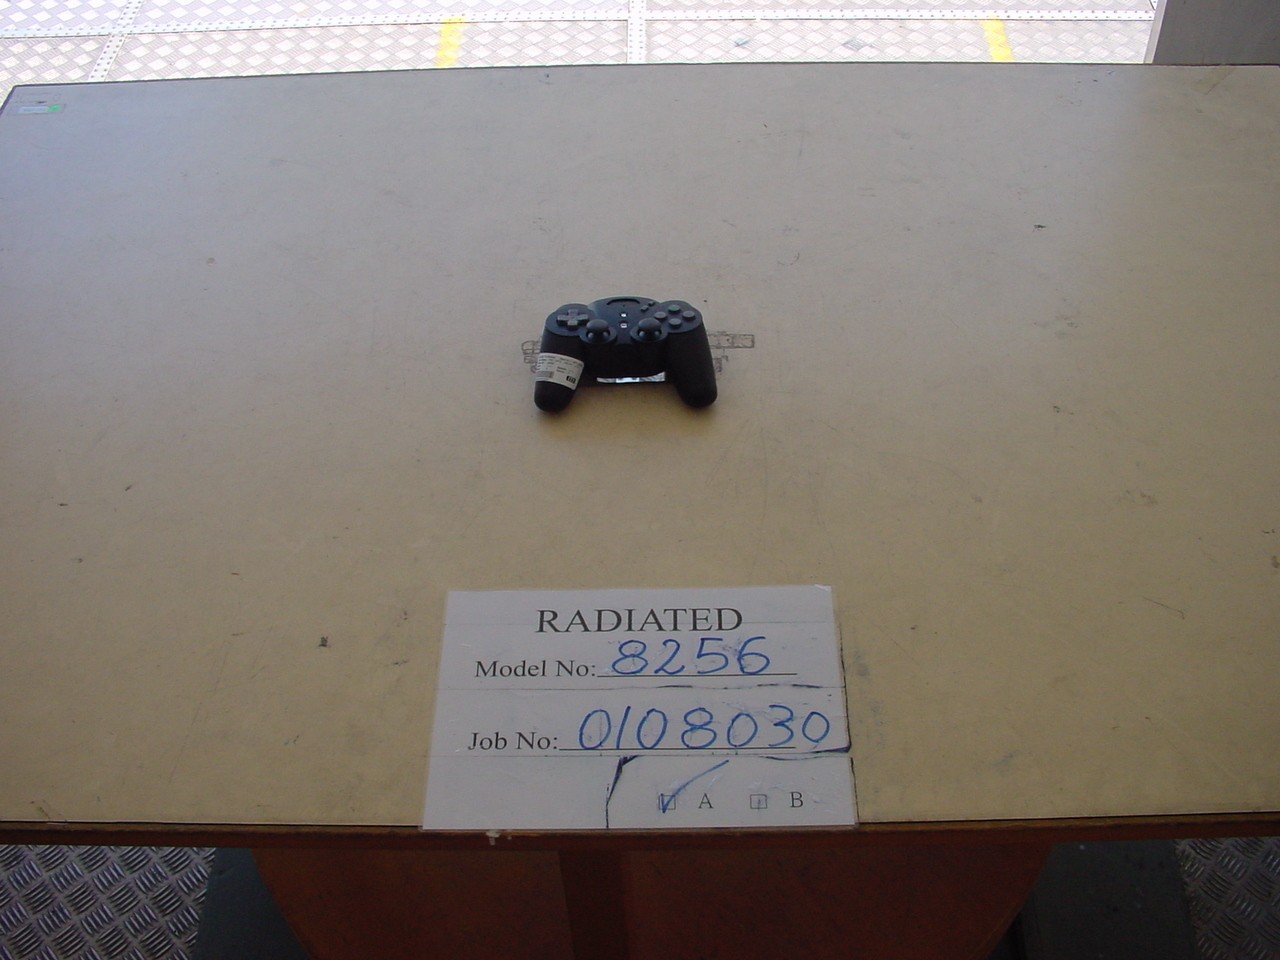 RADIATED
Model No: 8256
Job No: 0108030
A B